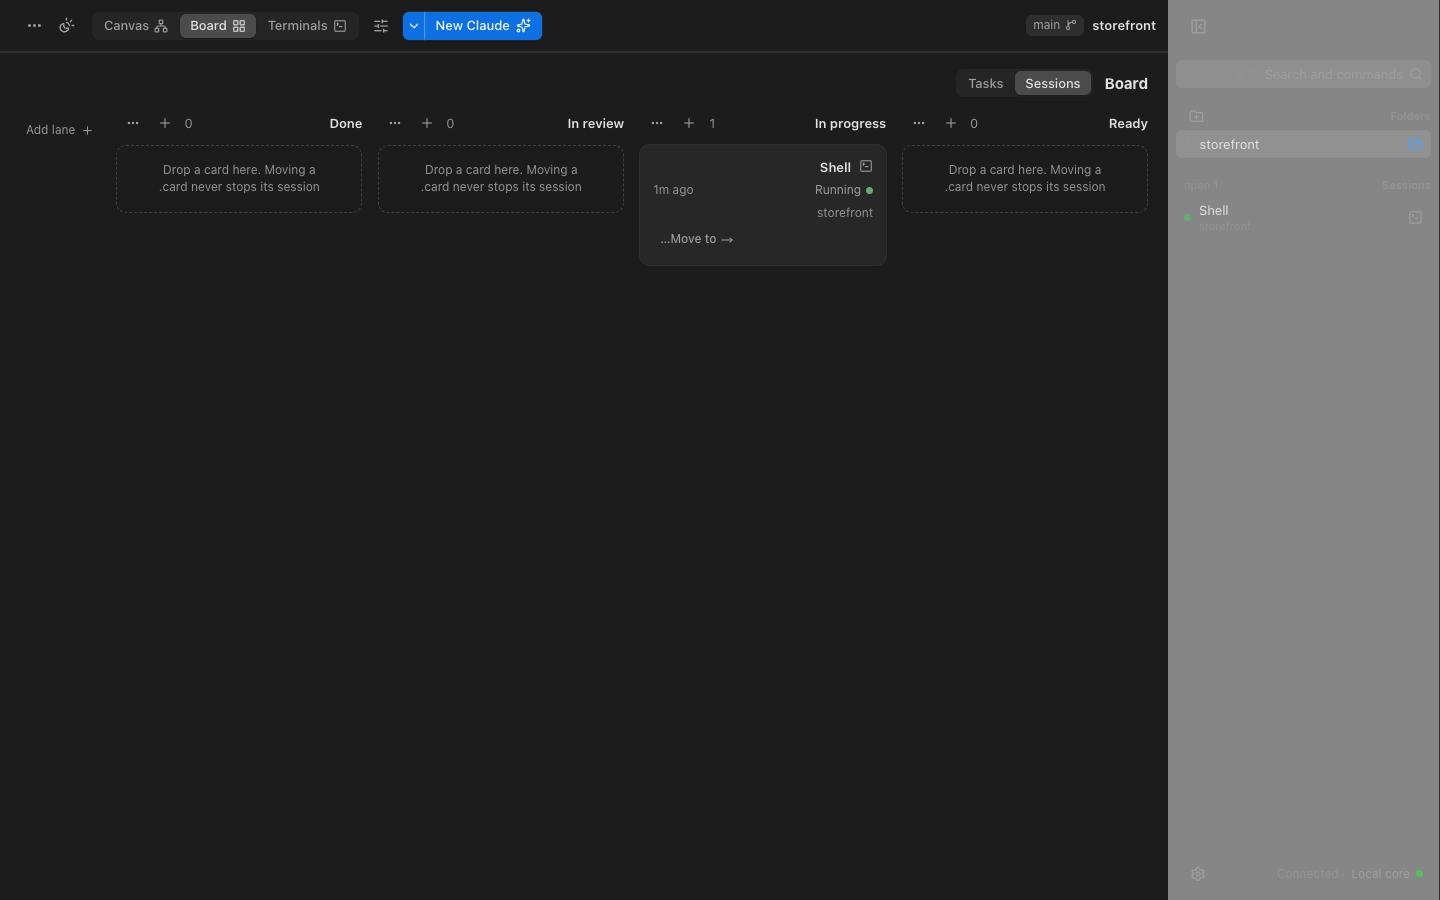 Canvas
Board
Terminals
New Claude
main
storefront
Search and commands
Tasks
Sessions
Board
Folders
storefront
Add lane
0
Done
0
In review
1
In progress
0
Ready
Drop a card here. Moving a
.card never stops its session
Drop a card here. Moving a
.card never stops its session
Shell
1m ago
Running
storefront
...Move to →
Drop a card here. Moving a
.card never stops its session
open 1
Sessions
Shell
storefront
Connected ·
Local core